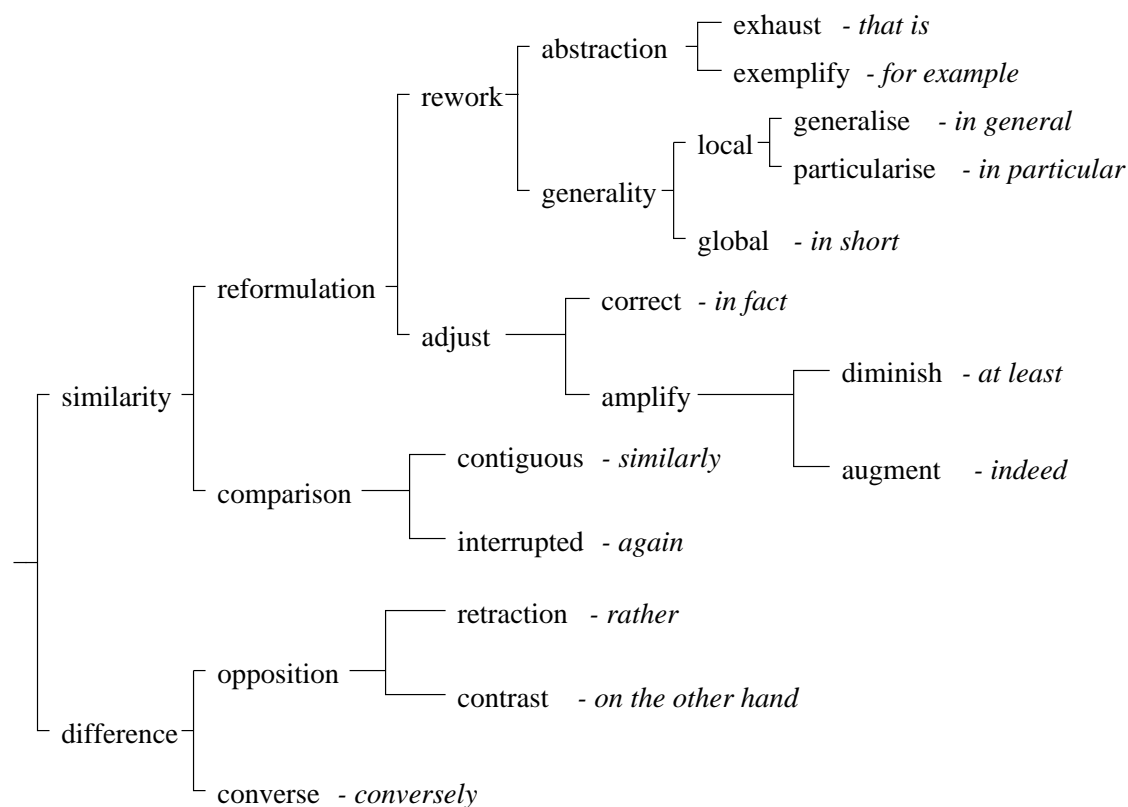 exhaust - that is
abstraction
exemplify - for example
rework
generalise - in general
local
particularise - in particular
generality
global - in short
reformulation
correct - in fact
adjust
diminish - at least
similarity
amplify
contiguous - similarly
augment - indeed
comparison
interrupted - again
retraction - rather
opposition
contrast - on the other hand
difference
converse - conversely